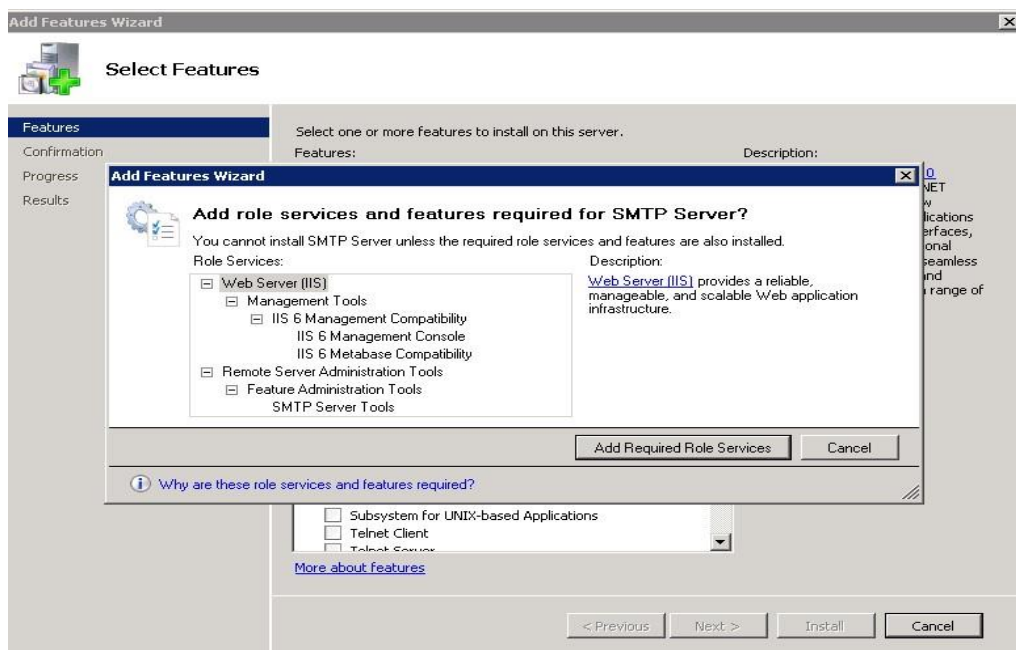 Add Features Wizard
Select Features
Features
Confirmation
Progress
Results
Select one or more features to install on this server.
Features:
Description:
Add Features Wizard
Add role services and features required for SMTP Server?
You cannot install SMTP Server unless the required role services and features are also installed.
Role Services:
Web Server (IIS)
Management Tools
IIS 6 Management Compatibility
IIS 6 Management Console
IIS 6 Metabase Compatibility
Remote Server Administration Tools
Feature Administration Tools
SMTP Server Tools
Description:
Web Server (IIS) provides a reliable,
manageable, and scalable Web application
infrastructure.
Add Required Role Services
Cancel
Why are these role services and features required?
seamless
range of
Subsystem for UNIX-based Applications
Telnet Client
Telnet Server
More about features
< Previous
Next >
Install
Cancel